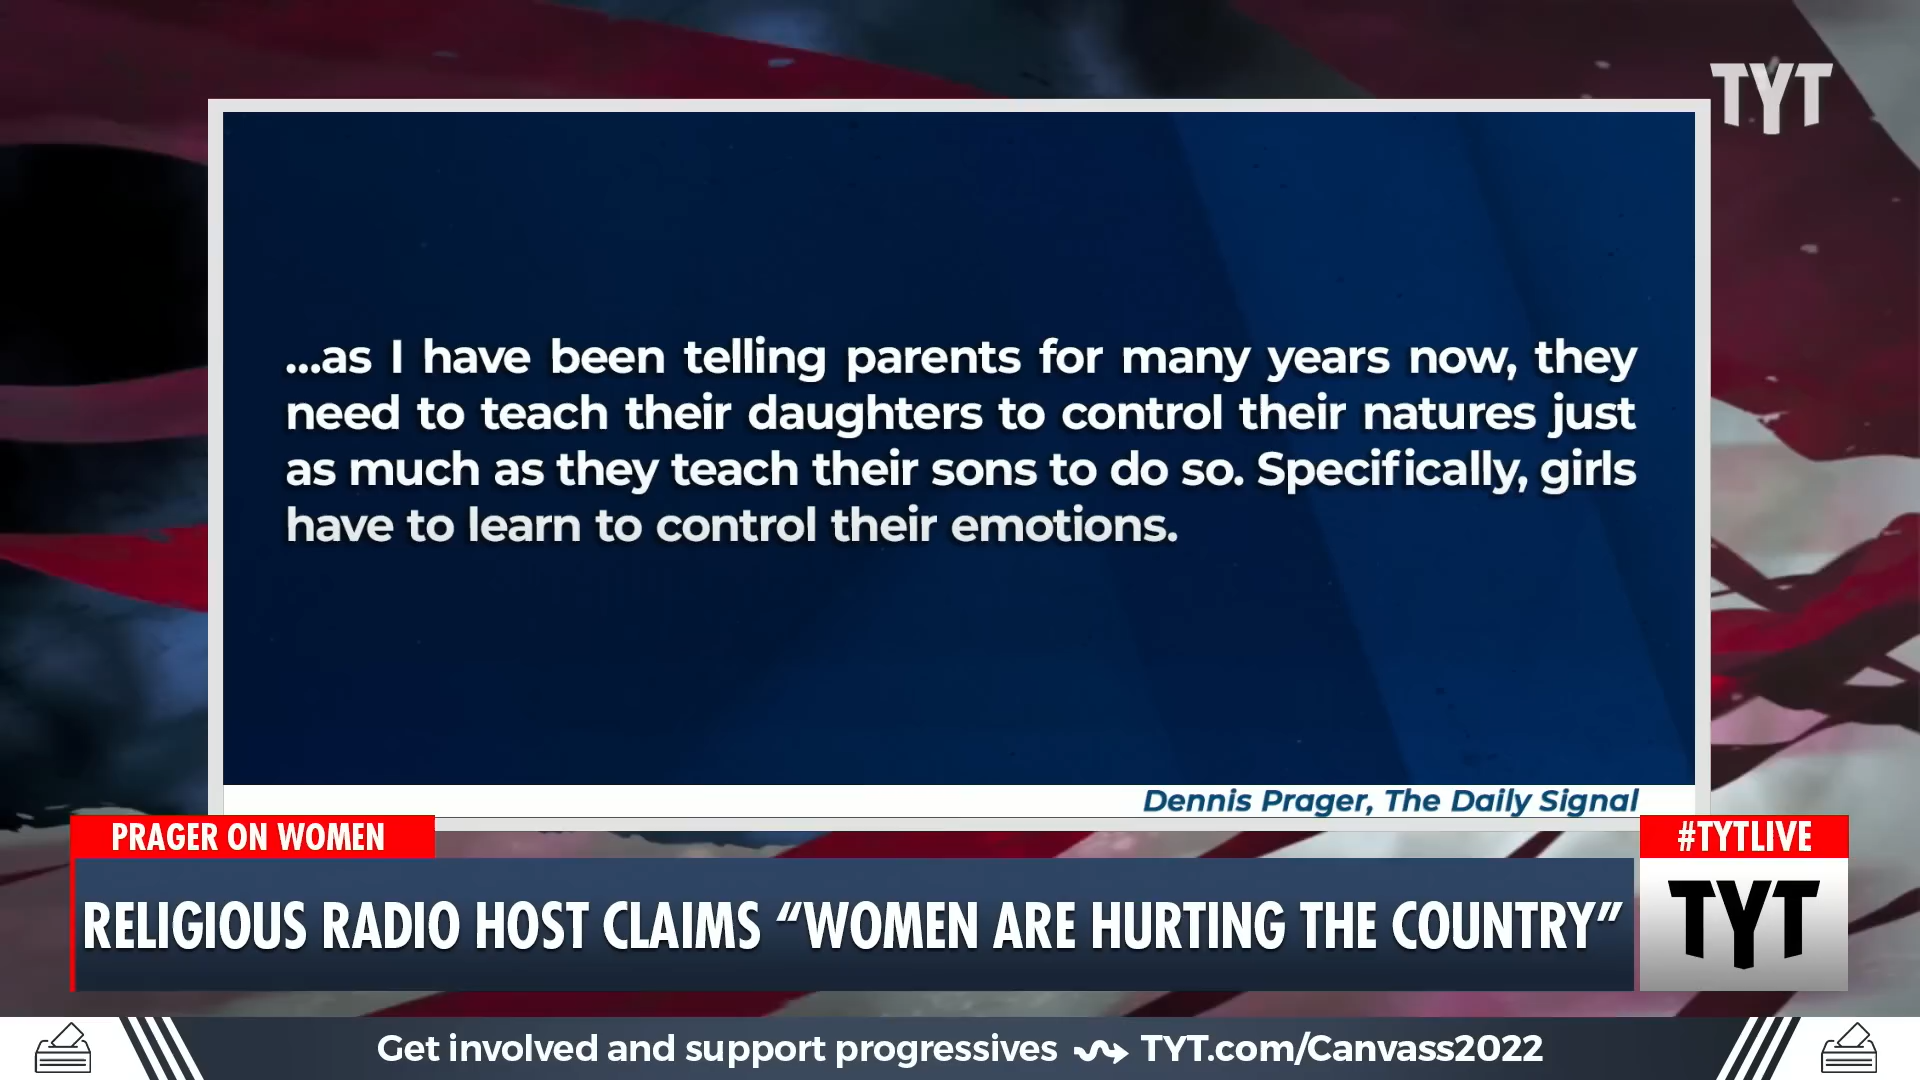 TYT
...as I have been telling parents for many years now, they
need to teach their daughters to control their natures just
as much as they teach their sons to do so. Specifically, girls
have to learn to control their emotions.
Dennis Prager, The Daily Signal
PRAGER ON WOMEN
#TYTLIVE
RELIGIOUS RADIO HOST CLAIMS “WOMEN ARE HURTING THE COUNTRY”
TYT
Get involved and support progressives TYT.com/Canvass2022